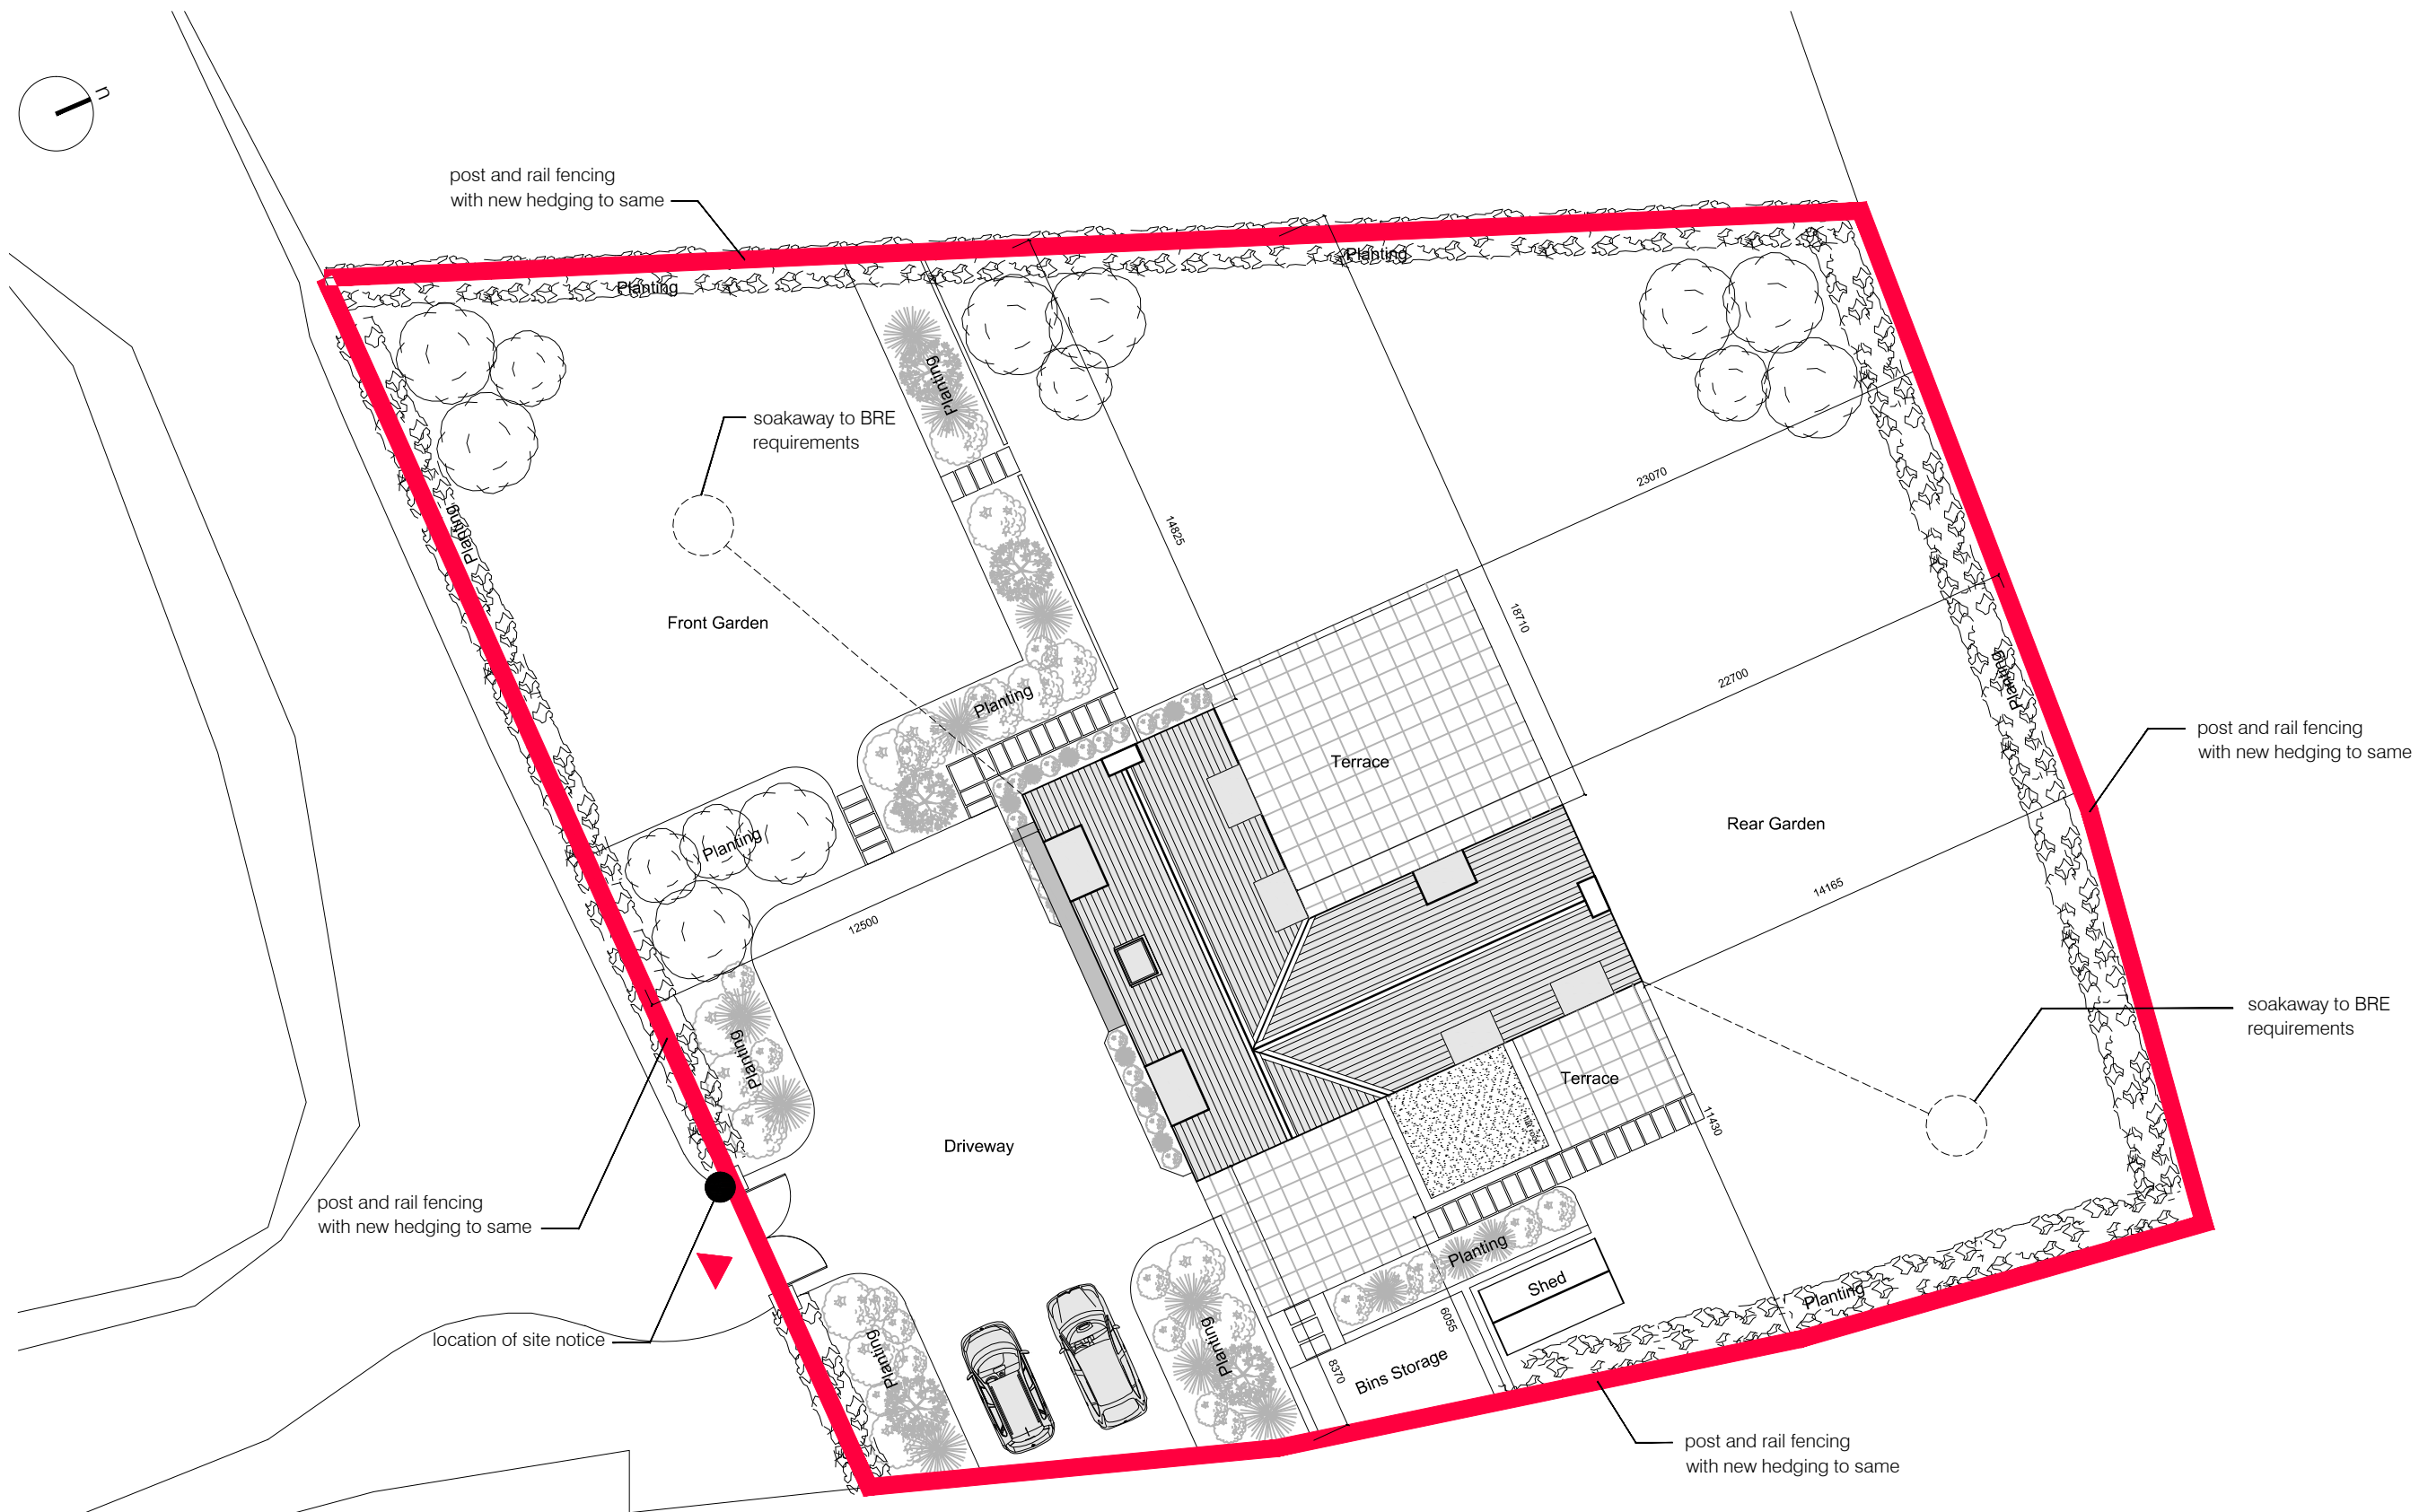 n
post and rail fencing
with new hedging to same
Planting
Planting
Planting
soakaway to BRE
requirements
23070
Planting
14825
18710
Front Garden
22700
Planting
Planting
post and rail fencing
with new hedging to same
Terrace
Rear Garden
Planting
14165
12500
soakaway to BRE
requirements
Planting
Terrace
11430
Driveway
post and rail fencing
with new hedging to same
Planting
Shed
Planting
6055
location of site notice
Planting
Planting
8370
Bins Storage
post and rail fencing
with new hedging to same